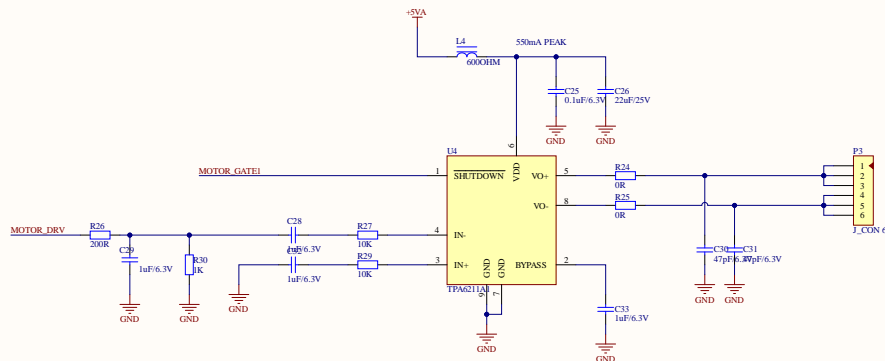 +5VA
L4
600OHM
550mA PEAK
C25
0.1uF/6.3V
C26
22uF/25V
GND
GND
U4
6
VDD
P3
MOTOR_GATE1
1
SHUTDOWN
VO+
5
R24
0R
1
2
3
4
5
6
VO-
8
R25
0R
J_CON 6
MOTOR_DRV
R26
200R
C28
1uF/6.3V
R27
10K
4
IN-
C29
1uF/6.3V
R30
1K
1uF/6.3V
R29
10K
3
IN+
GND
GND
BYPASS
2
C30
47pF/6.3V
C31
47pF/6.3V
TPA6211A1
9
7
C33
1uF/6.3V
GND
GND
GND
GND
GND
GND
GND